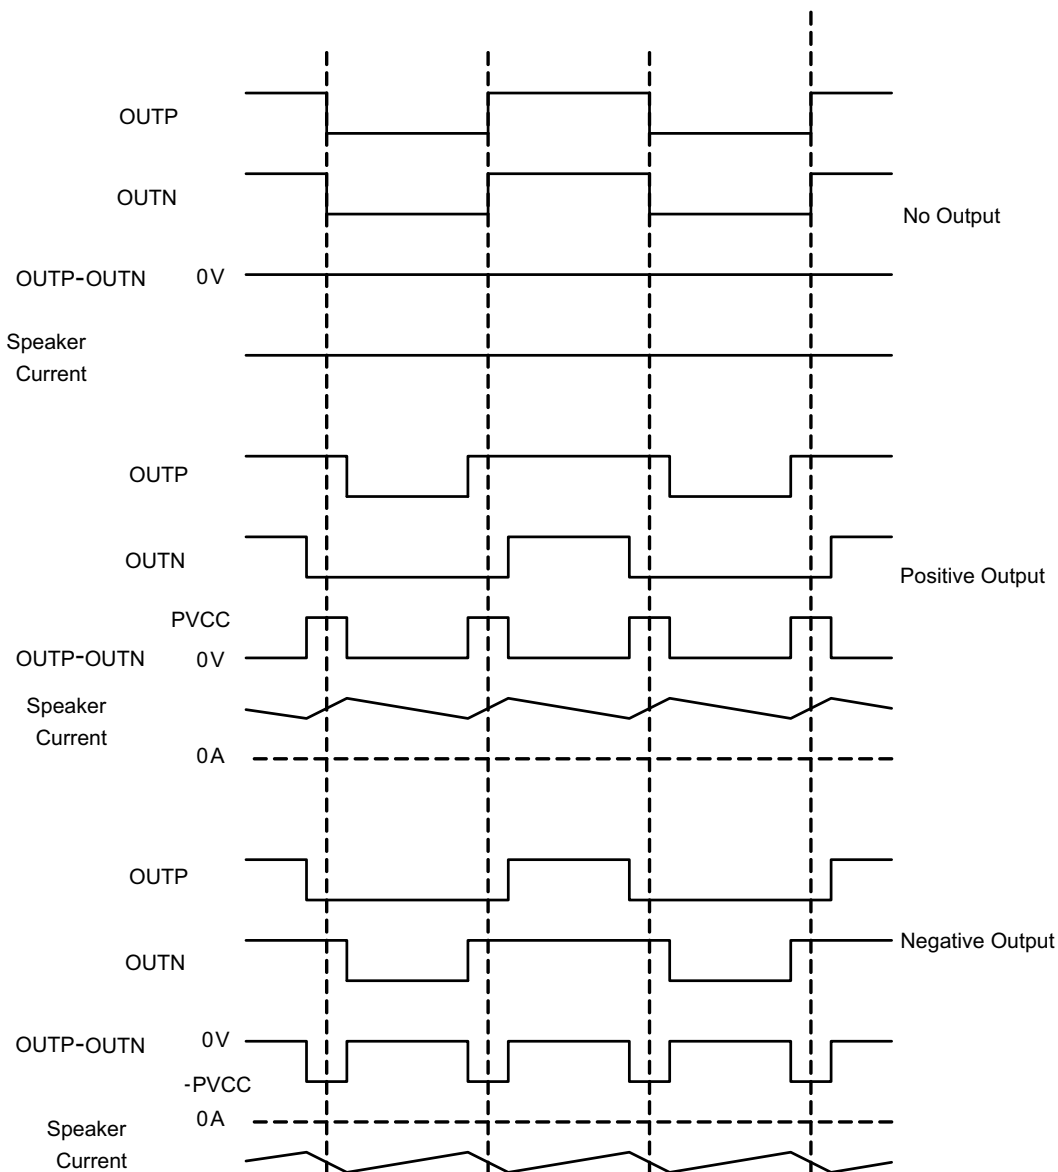 OUTP
OUTN
No Output
OUTP-OUTN 0V
Speaker
Current
OUTP
OUTN
Positive Output
PVCC
OUTP-OUTN 0V
Speaker
Current
0A
OUTP
Negative Output
OUTN
OUTP-OUTN 0V
-PVCC
0A
Speaker
Current